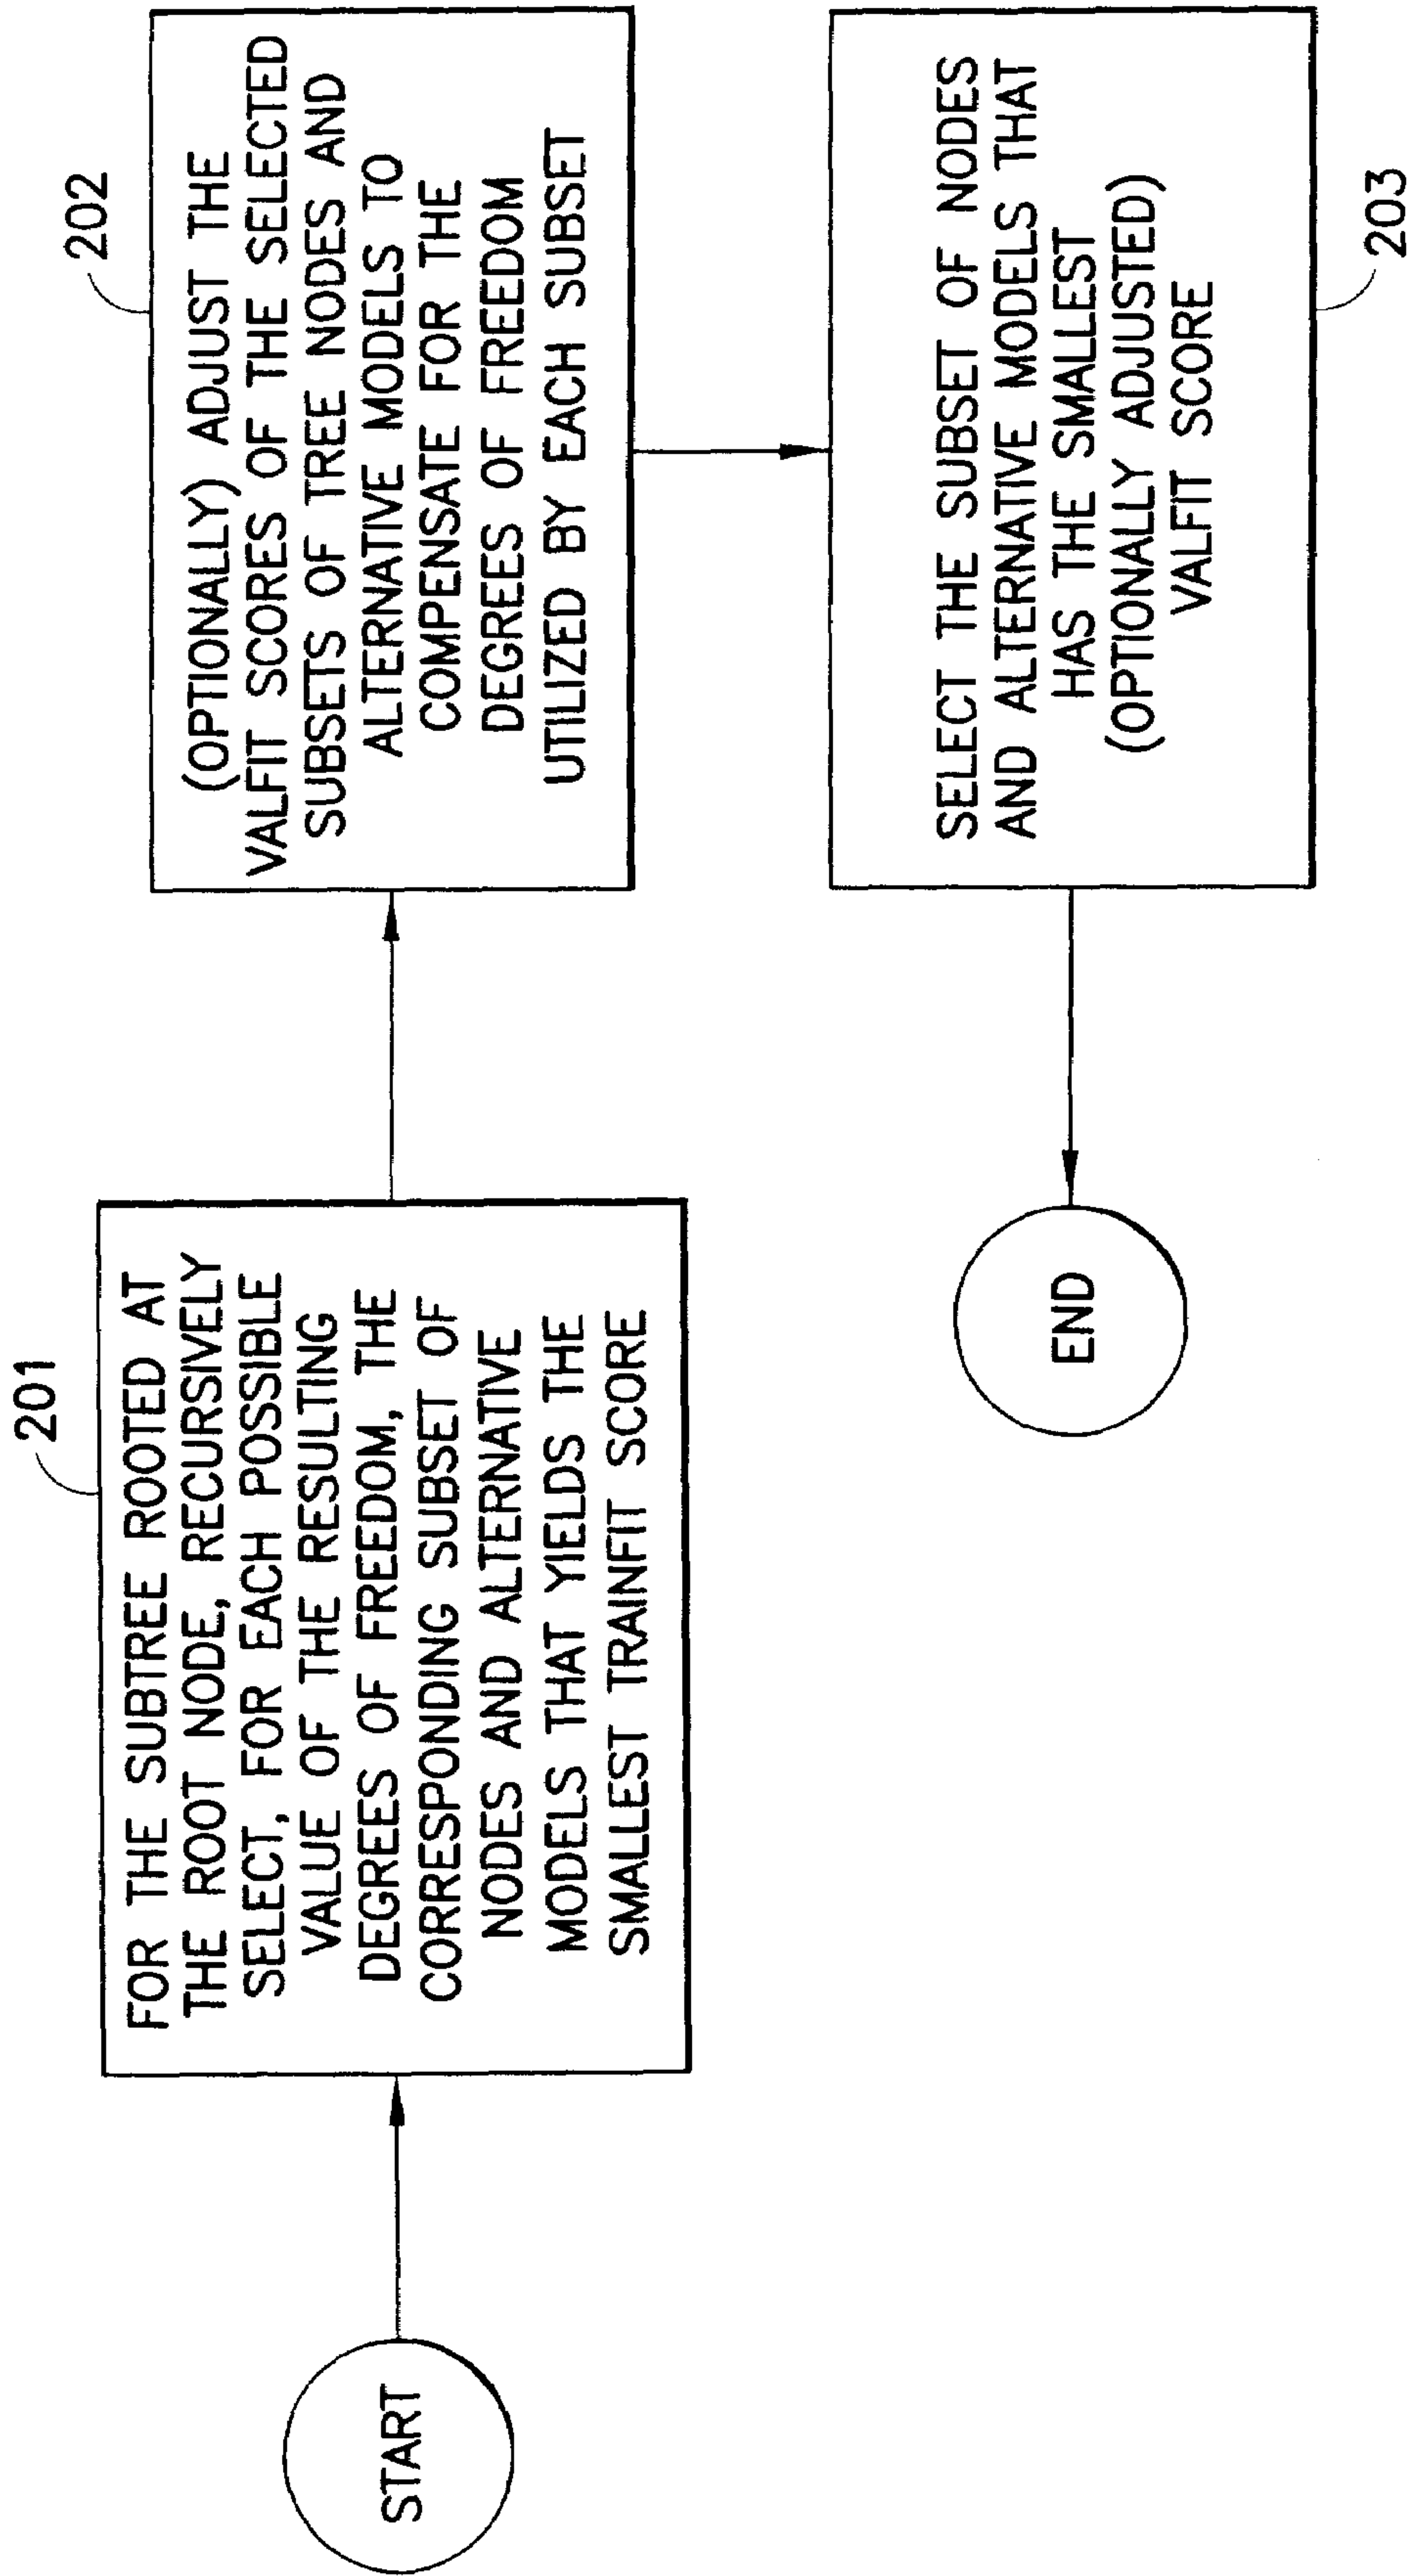 START
201
FOR THE SUBTREE ROOTED AT
THE ROOT NODE, RECURSIVELY
SELECT, FOR EACH POSSIBLE
VALUE OF THE RESULTING
DEGREES OF FREEDOM, THE
CORRESPONDING SUBSET OF
NODES AND ALTERNATIVE
MODELS THAT YIELDS THE
SMALLEST TRAINFIT SCORE
202
(OPTIONALLY) ADJUST THE
VALFIT SCORES OF THE SELECTED
SUBSETS OF TREE NODES AND
ALTERNATIVE MODELS TO
COMPENSATE FOR THE
DEGREES OF FREEDOM
UTILIZED BY EACH SUBSET
SELECT THE SUBSET OF NODES
AND ALTERNATIVE MODELS THAT
HAS THE SMALLEST
(OPTIONALLY ADJUSTED)
VALFIT SCORE
203
END